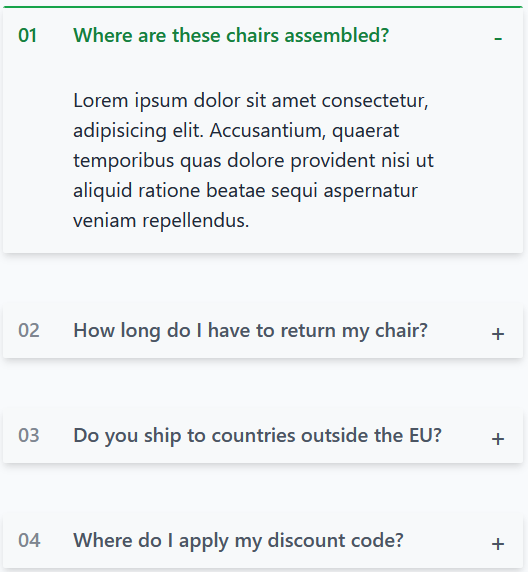 01 Where are these chairs assembled? -
Lorem ipsum dolor sit amet consectetur,
adipisicing elit. Accusantium, quaerat
temporibus quas dolore provident nisi ut
aliquid ratione beatae sequi aspernatur
veniam repellendus.
02 How long do I have to return my chair? +
03 Do you ship to countries outside the EU? +
04 Where do I apply my discount code? +